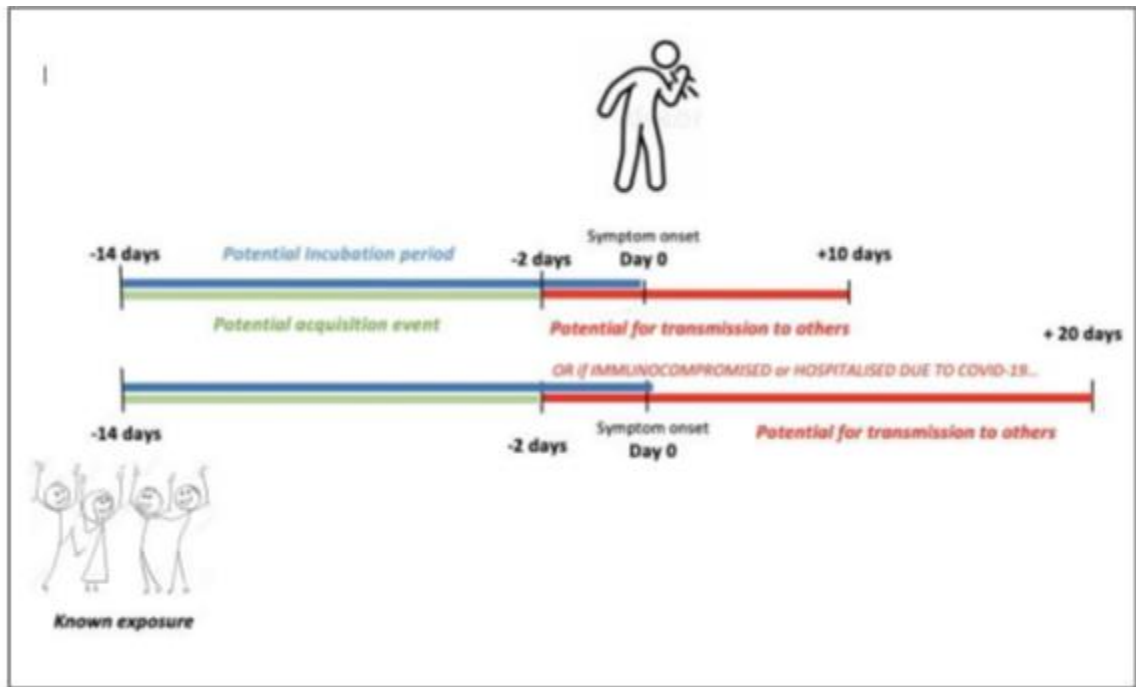 Symptom onset
-14 days Potential Incubation period -2 days Day 0 +10 days
Potential acquisition event Potential for transmission to others
+ 20 days
OR if IMMUNOCOMPROMISED or HOSPITALISED DUE TO COVID-19...
-14 days -2 days Symptom onset
Day 0 Potential for transmission to others
Known exposure